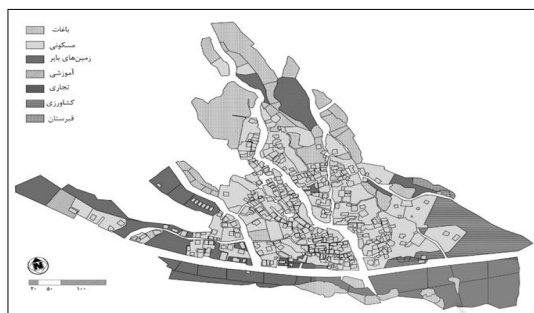 باغات
مسکونی
زمین‌های بایر
آموزشی
تجاری
کشاورزی
قبرستان
N
۲۰ ۵۰ ۱۰۰